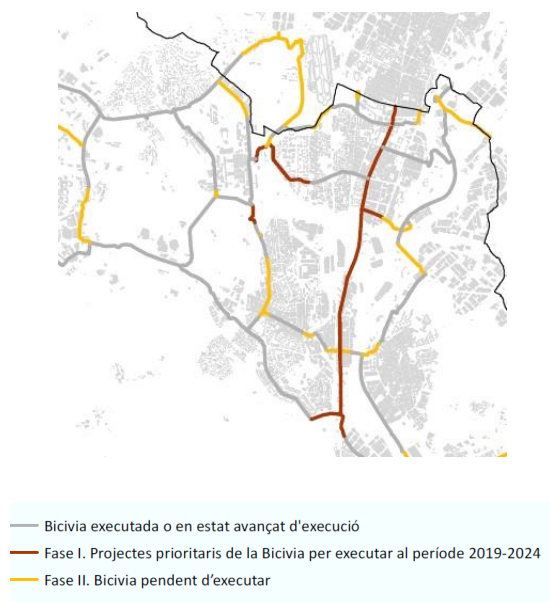 Bicivia executada o en estat avançat d'execució
Fase I. Projectes prioritaris de la Bicivia per executar al període 2019-2024
Fase II. Bicivia pendent d’executar